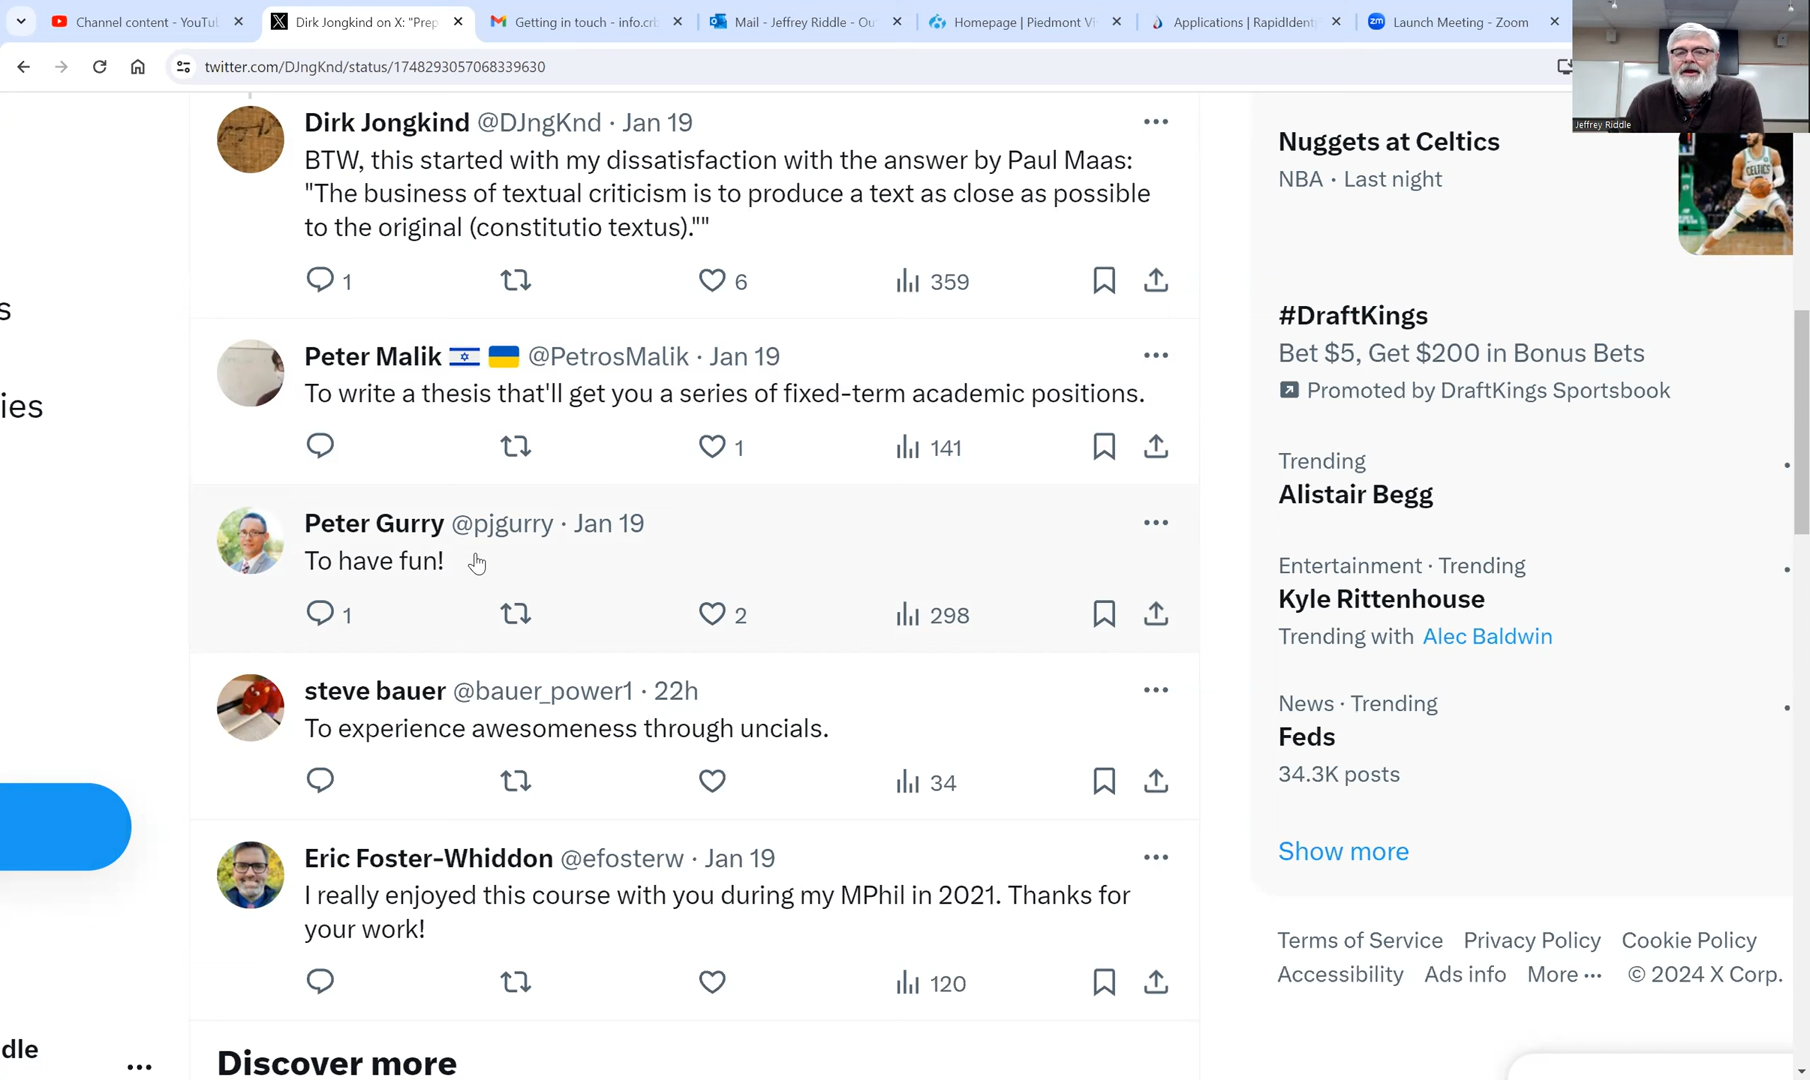 Channel content - YouTu
Dirk Jongkind on X: "Prep
Getting in touch - info.crb
Mail - Jeffrey Riddle - Ou
Homepage | Piedmont Vi
Applications | RapidIdent
zm Launch Meeting - Zoom
twitter.com/DJngKnd/status/1748293057068339630
Jeffrey Riddle
Dirk Jongkind @DJngKnd · Jan 19
BTW, this started with my dissatisfaction with the answer by Paul Maas:
"The business of textual criticism is to produce a text as close as possible
to the original (constitutio textus).""
1 6 359
Peter Malik @PetrosMalik · Jan 19
To write a thesis that'll get you a series of fixed-term academic positions.
1 141
Peter Gurry @pjgurry · Jan 19
To have fun!
1 2 298
steve bauer @bauer_power1 · 22h
To experience awesomeness through uncials.
34
Eric Foster-Whiddon @efosterw · Jan 19
I really enjoyed this course with you during my MPhil in 2021. Thanks for
your work!
120
Discover more
s
ies
dle
Nuggets at Celtics
NBA · Last night
CELTICS
#DraftKings
Bet $5, Get $200 in Bonus Bets
Promoted by DraftKings Sportsbook
Trending
Alistair Begg
Entertainment · Trending
Kyle Rittenhouse
Trending with Alec Baldwin
News · Trending
Feds
34.3K posts
Show more
Terms of Service Privacy Policy Cookie Policy
Accessibility Ads info More ··· © 2024 X Corp.